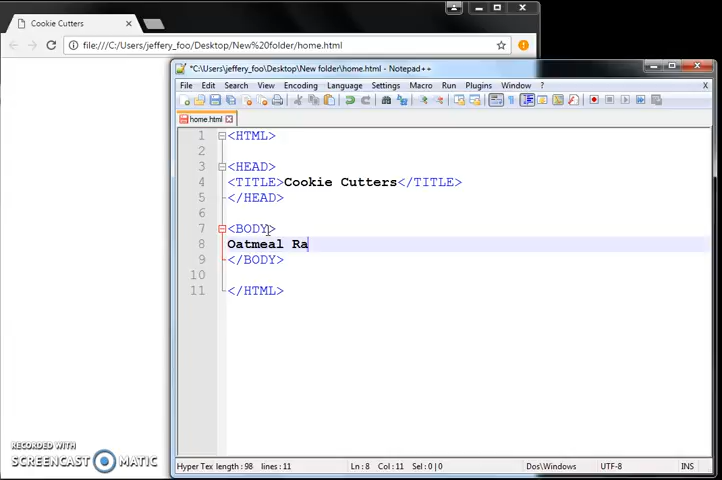 Cookie Cutters
file:///C:/Users/jeffery_foo/Desktop/New%20folder/home.html
*C:\Users\jeffery_foo\Desktop\New folder\home.html - Notepad++
File Edit Search View Encoding Language Settings Macro Run Plugins Window ? X
home.html
1 <HTML>
2
3 <HEAD>
4 <TITLE>Cookie Cutters</TITLE>
5 </HEAD>
6
7 <BODY>
8 Oatmeal Ra
9 </BODY>
10
11 </HTML>
RECORDED WITH
SCREENCAST MATIC
Hyper Tex length : 98 lines : 11 Ln : 8 Col : 11 Sel : 0 | 0 Dos\Windows UTF-8 INS